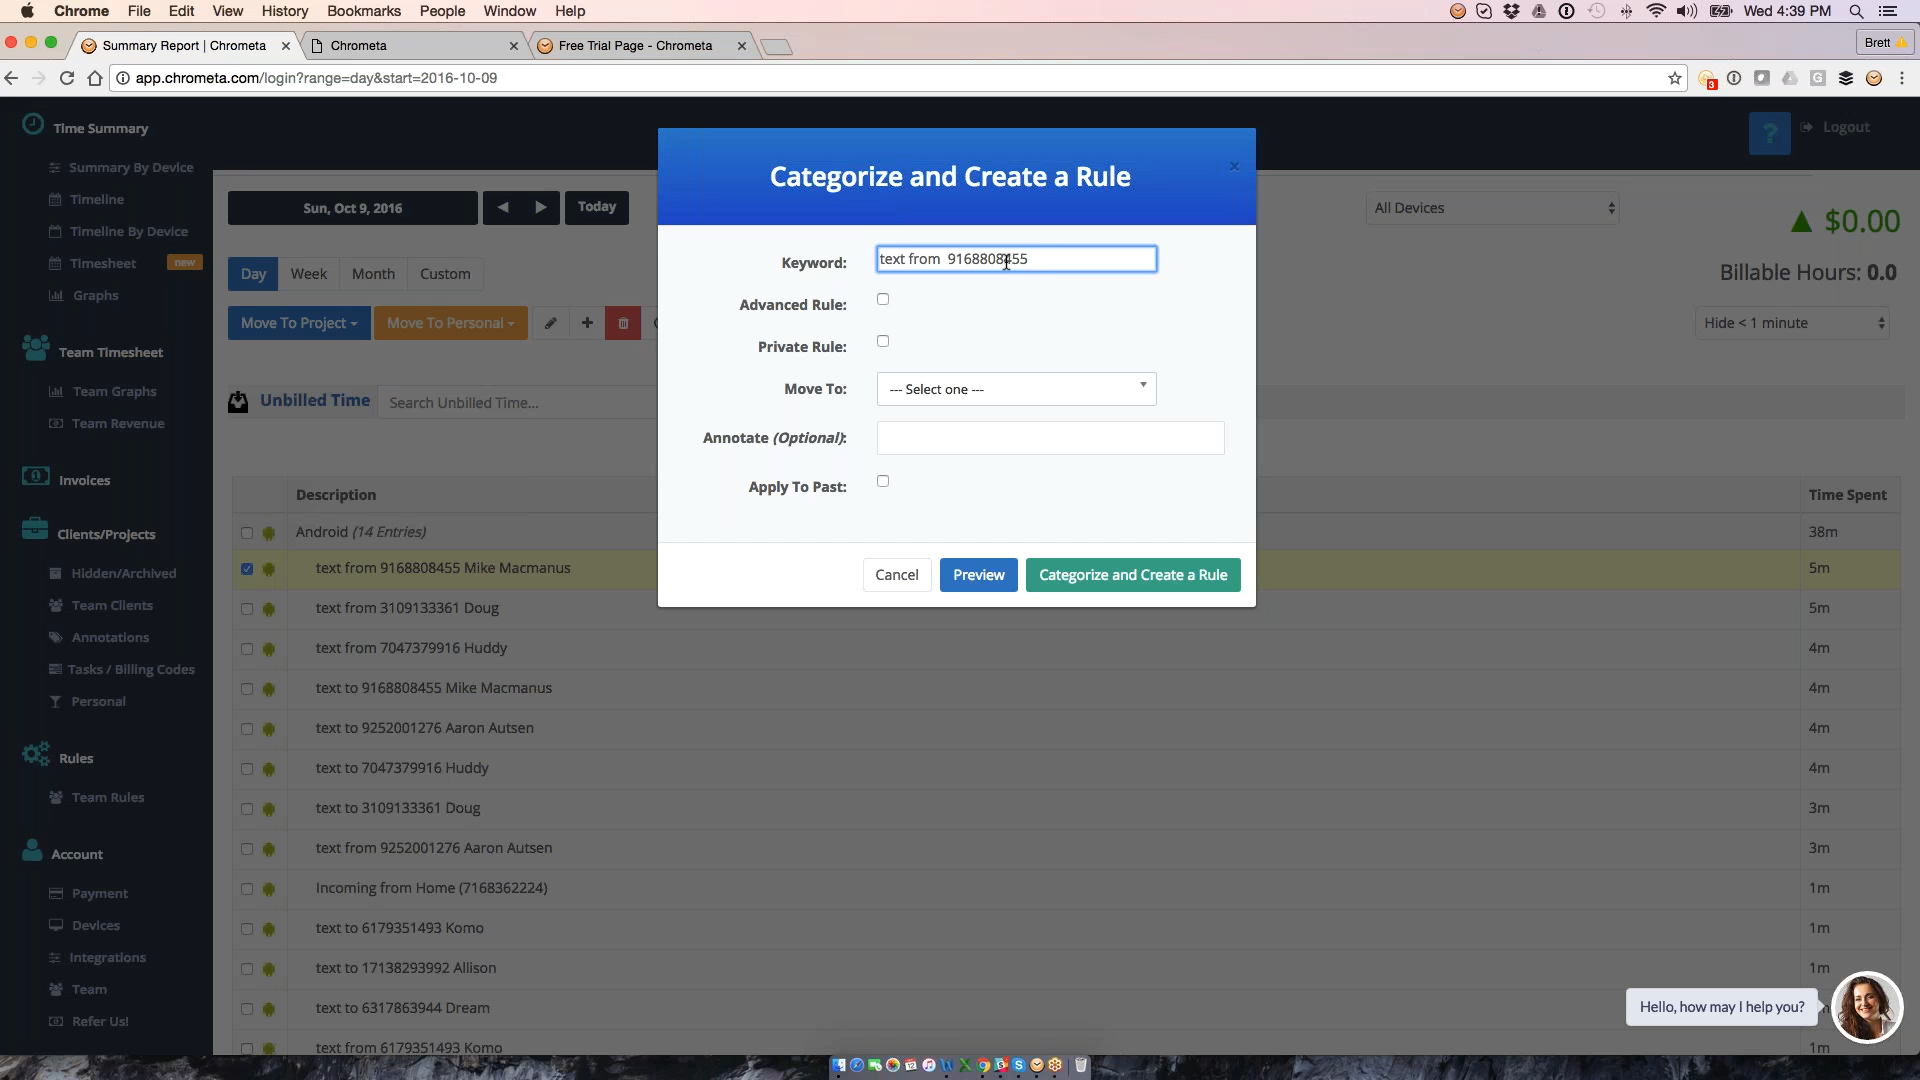 Chrome File Edit View History Bookmarks People Window Help
Wed 4:39 PM
Summary Report | Chrometa
Chrometa
Free Trial Page - Chrometa
Brett
app.chrometa.com/login?range=day&start=2016-10-09
3
Time Summary
Summary By Device
Timeline
Timeline By Device
Timesheet new
Graphs
Team Timesheet
Team Graphs
Team Revenue
Invoices
Clients/Projects
Hidden/Archived
Team Clients
Annotations
Tasks / Billing Codes
Personal
Rules
Team Rules
Account
Payment
Devices
Integrations
Team
Refer Us!
? Logout
Sun, Oct 9, 2016 Today
All Devices
$0.00
Day Week Month Custom
Billable Hours: 0.0
Move To Project Move To Personal
Hide < 1 minute
Unbilled Time Search Unbilled Time...
Categorize and Create a Rule
×
Keyword: text from 9168808455
Advanced Rule:
Private Rule:
Move To: --- Select one ---
Annotate (Optional):
Apply To Past:
Cancel Preview Categorize and Create a Rule
Description Time Spent
Android (14 Entries) 38m
text from 9168808455 Mike Macmanus 5m
text from 3109133361 Doug 5m
text from 7047379916 Huddy 4m
text to 9168808455 Mike Macmanus 4m
text to 9252001276 Aaron Autsen 4m
text to 7047379916 Huddy 4m
text to 3109133361 Doug 3m
text from 9252001276 Aaron Autsen 3m
Incoming from Home (7168362224) 1m
text to 6179351493 Komo 1m
text to 17138293992 Allison 1m
text to 6317863944 Dream
text from 6179351493 Komo 1m
Hello, how may I help you?